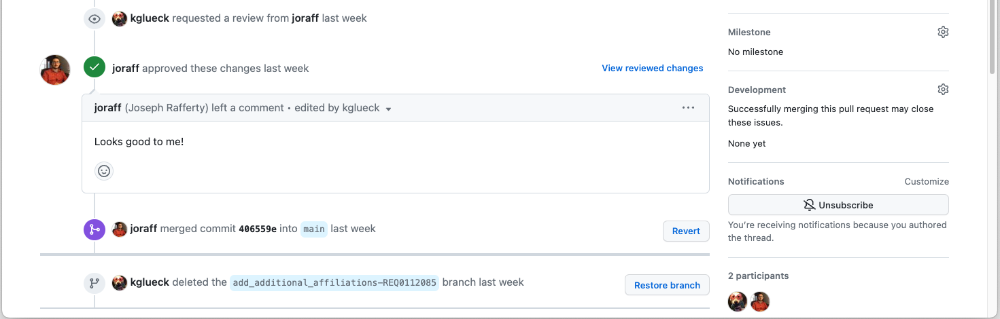 kglueck requested a review from joraff last week
joraff approved these changes last week
View reviewed changes
joraff (Joseph Rafferty) left a comment • edited by kglueck
Looks good to me!
joraff merged commit 406559e into main last week
Revert
kglueck deleted the add_additional_affiliations-REQ0112085 branch last week
Restore branch
Milestone
No milestone
Development
Successfully merging this pull request may close
these issues.
None yet
Notifications
Customize
Unsubscribe
You’re receiving notifications because you authored
the thread.
2 participants